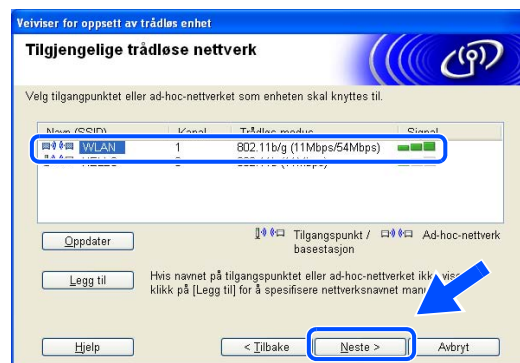 Veiviser for oppsett av trådløs enhet
Tilgjengelige trådløse nettverk
Velg tilgangpunktet eller ad-hoc-nettverket som enheten skal knyttes til.
Navn (SSID) Kanal Trådløs modus Signal
WLAN 1 802.11b/g (11Mbps/54Mbps)
HELLO
Oppdater
Tilgangspunkt / basestasjon
Ad-hoc-nettverk
Legg til
Hvis navnet på tilgangspunktet eller ad-hoc-nettverket ikke
klikk på [Legg til] for å spesifisere nettverksnavnet
Hjelp
< Tilbake
Neste >
Avbryt